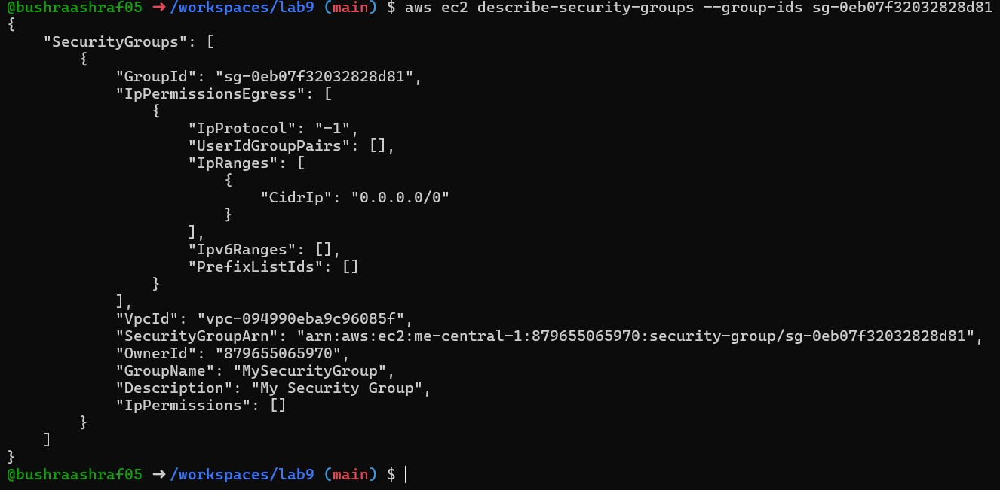 @bushraashraf05 ➜ /workspaces/lab9 (main) $ aws ec2 describe-security-groups --group-ids sg-0eb07f32032828d81
{
    "SecurityGroups": [
        {
            "GroupId": "sg-0eb07f32032828d81",
            "IpPermissionsEgress": [
                {
                    "IpProtocol": "-1",
                    "UserIdGroupPairs": [],
                    "IpRanges": [
                        {
                            "CidrIp": "0.0.0.0/0"
                        }
                    ],
                    "Ipv6Ranges": [],
                    "PrefixListIds": []
                }
            ],
            "VpcId": "vpc-094990eba9c96085f",
            "SecurityGroupArn": "arn:aws:ec2:me-central-1:879655065970:security-group/sg-0eb07f32032828d81",
            "OwnerId": "879655065970",
            "GroupName": "MySecurityGroup",
            "Description": "My Security Group",
            "IpPermissions": []
        }
    ]
}
@bushraashraf05 ➜ /workspaces/lab9 (main) $